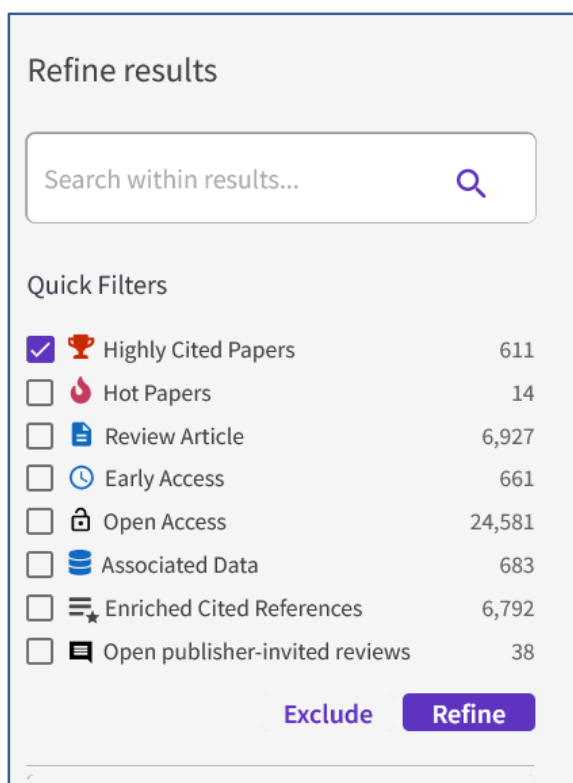 Refine results
Search within results...
Quick Filters
Highly Cited Papers 611
Hot Papers 14
Review Article 6,927
Early Access 661
Open Access 24,581
Associated Data 683
Enriched Cited References 6,792
Open publisher-invited reviews 38
Exclude Refine